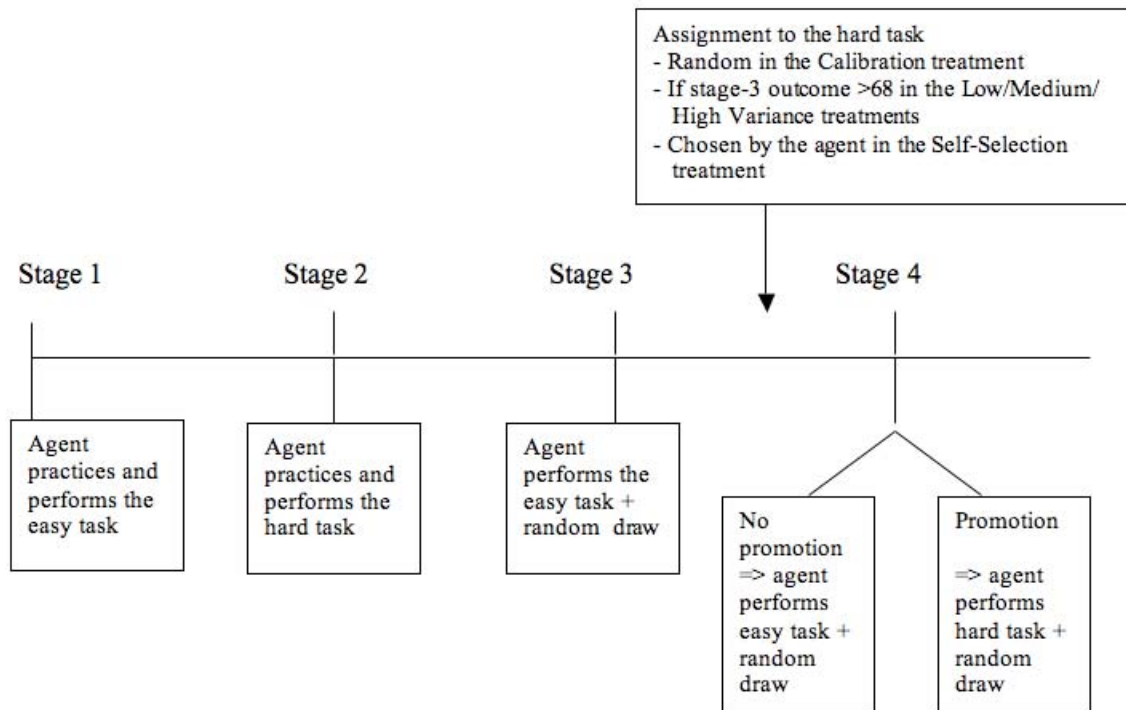 Assignment to the hard task
- Random in the Calibration treatment
- If stage-3 outcome >68 in the Low/Medium/
High Variance treatments
- Chosen by the agent in the Self-Selection
treatment
Stage 1
Stage 2
Stage 3
Stage 4
Agent
practices and
performs the
easy task
Agent
practices and
performs the
hard task
Agent
performs the
easy task +
random draw
No
promotion
=> agent
performs
easy task +
random
draw
Promotion
=> agent
performs
hard task +
random
draw